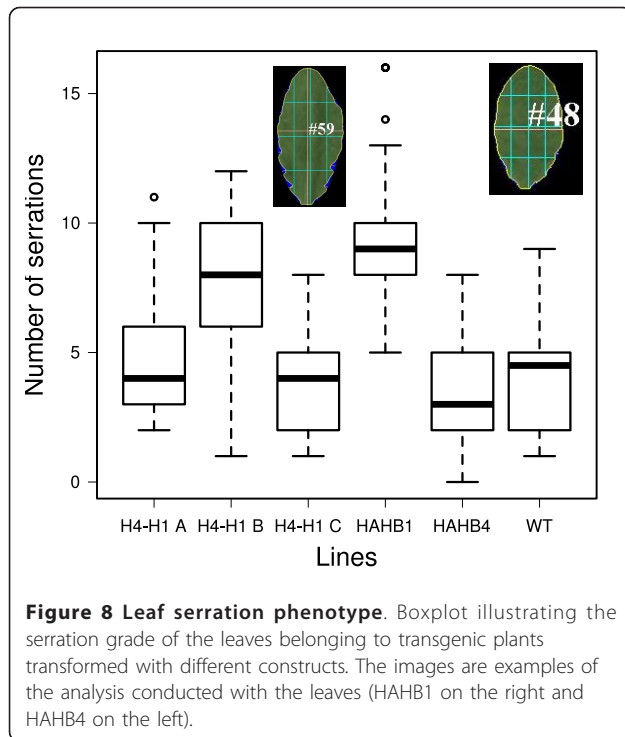 15
10
5
0
Number of serrations
#59
#48
H4-H1 A H4-H1 B H4-H1 C HAHB1 HAHB4 WT
Lines
Figure 8 Leaf serration phenotype. Boxplot illustrating the
serration grade of the leaves belonging to transgenic plants
transformed with different constructs. The images are examples of
the analysis conducted with the leaves (HAHB1 on the right and
HAHB4 on the left).